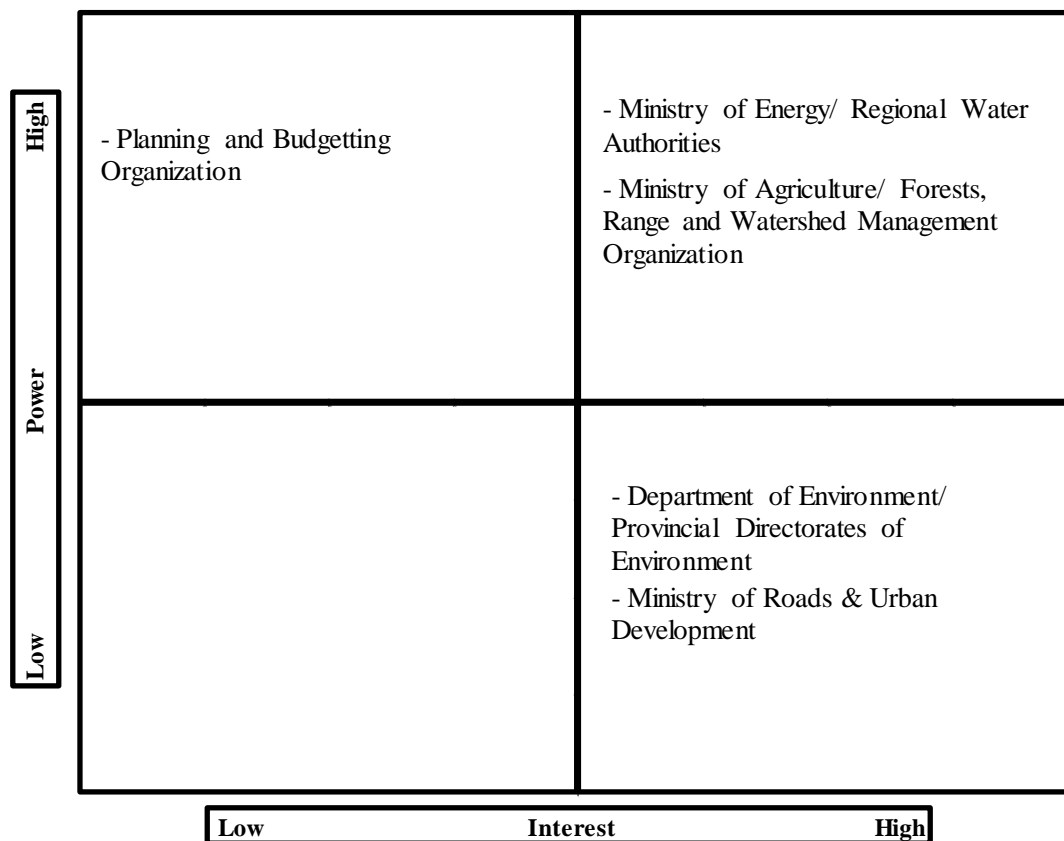 High
Power
Low
- Planning and Budgetting
Organization
- Ministry of Energy/ Regional Water
Authorities
- Ministry of Agriculture/ Forests,
Range and Watershed Management
Organization
- Department of Environment/
Provincial Directorates of
Environment
- Ministry of Roads & Urban
Development
Low Interest High